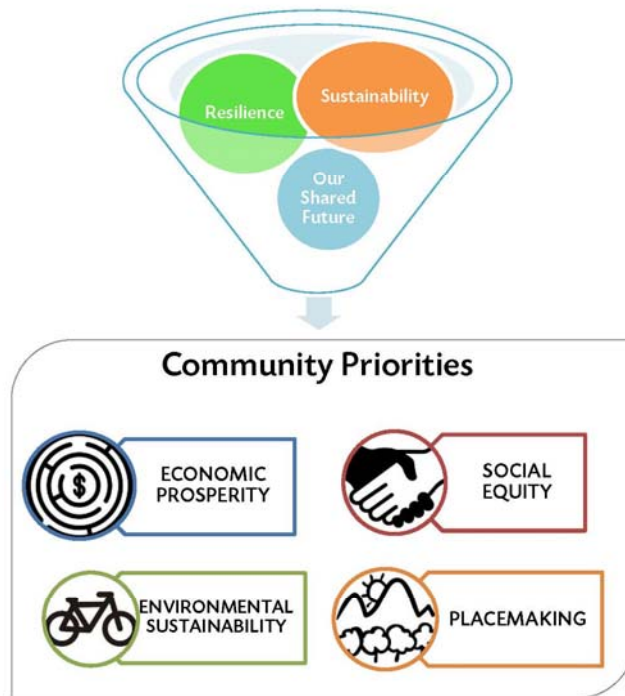 Resilience
Sustainability
Our
Shared
Future
Community Priorities
$
ECONOMIC
PROSPERITY
SOCIAL
EQUITY
ENVIRONMENTAL
SUSTAINABILITY
PLACEMAKING